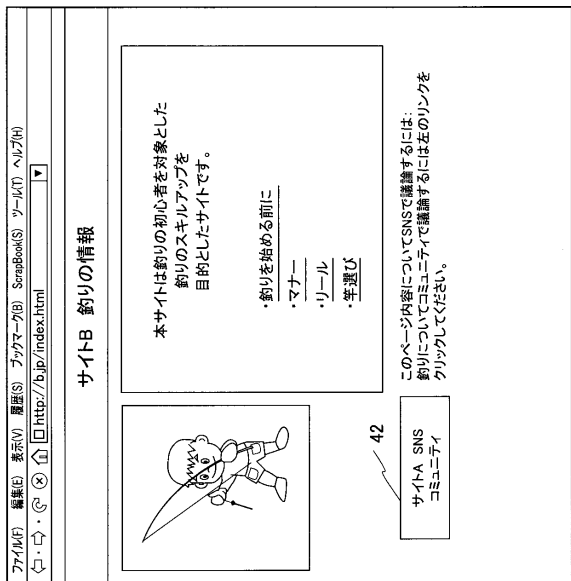 ファイル(F) 編集(E) 表示(V) 履歴(S) ブックマーク(B) ScrapBook(S) ツール(T) ヘルプ(H)
http://b.jp/index.html
サイトB 釣りの情報
本サイトは釣りの初心者を対象とした
釣りのスキルアップを
目的としたサイトです。
・釣りを始める前に
・マナー
・リール
・竿選び
42
サイトA SNS
コミュニティ
このページ内容についてSNSで議論するには:
釣りについてコミュニティで議論するには左のリンクを
クリックしてください。